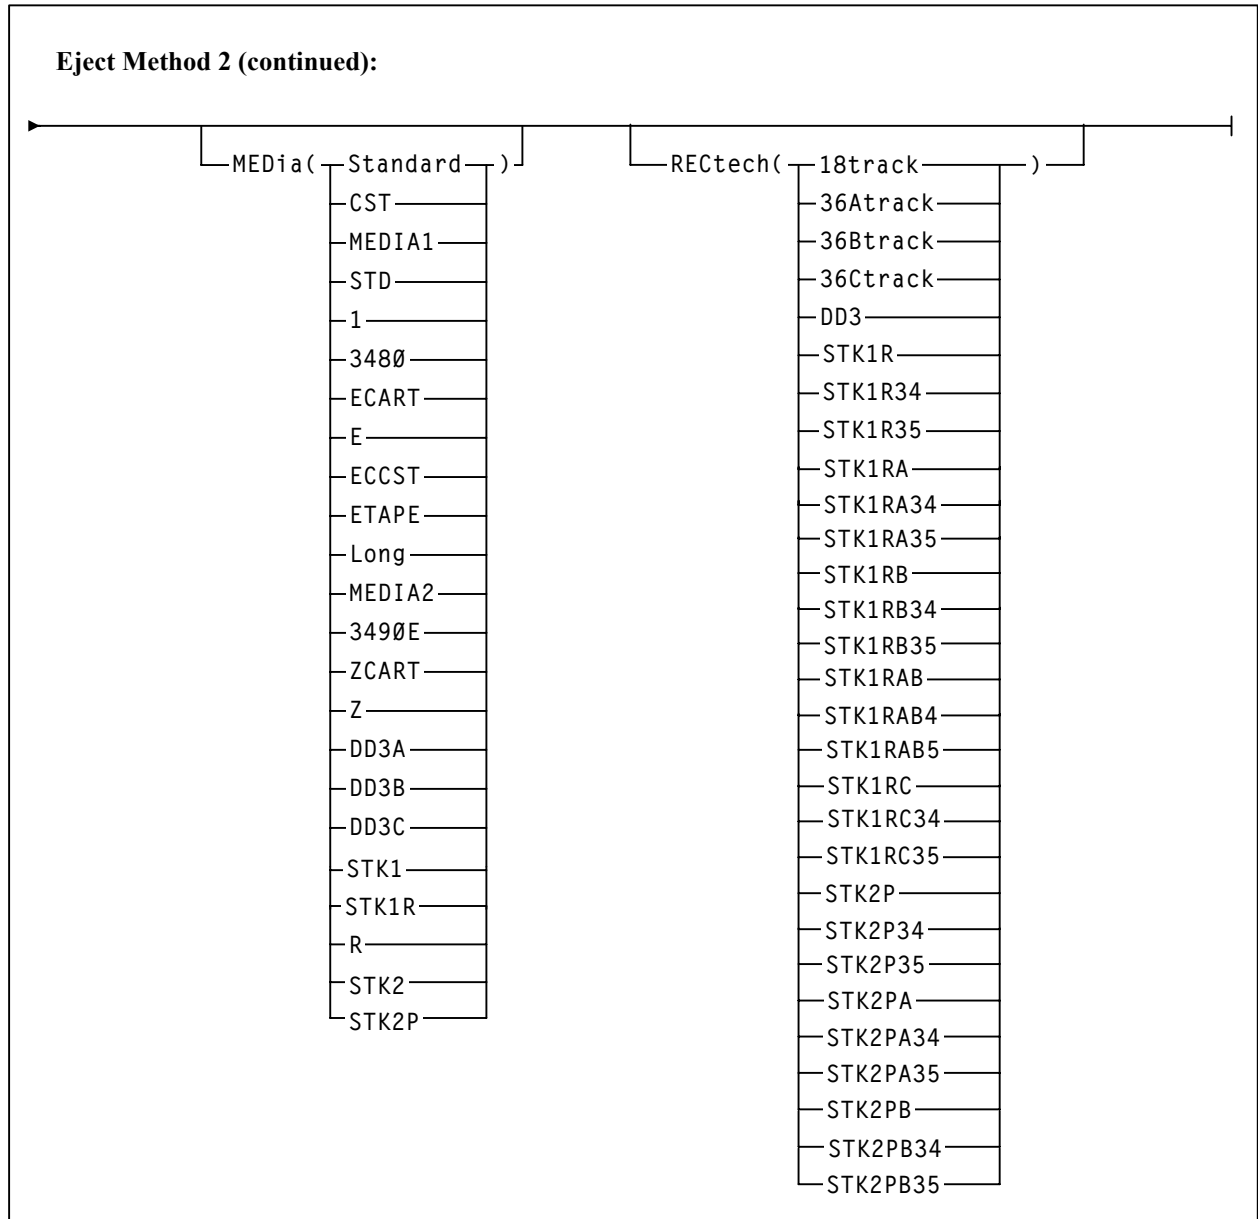 Eject Method 2 (continued):
MEDia( Standard )
CST
MEDIA1
STD
1
348Ø
ECART
E
ECCST
ETAPE
Long
MEDIA2
349ØE
ZCART
Z
DD3A
DD3B
DD3C
STK1
STK1R
R
STK2
STK2P
RECtech( 18track )
36Atrack
36Btrack
36Ctrack
DD3
STK1R
STK1R34
STK1R35
STK1RA
STK1RA34
STK1RA35
STK1RB
STK1RB34
STK1RB35
STK1RAB
STK1RAB4
STK1RAB5
STK1RC
STK1RC34
STK1RC35
STK2P
STK2P34
STK2P35
STK2PA
STK2PA34
STK2PA35
STK2PB
STK2PB34
STK2PB35